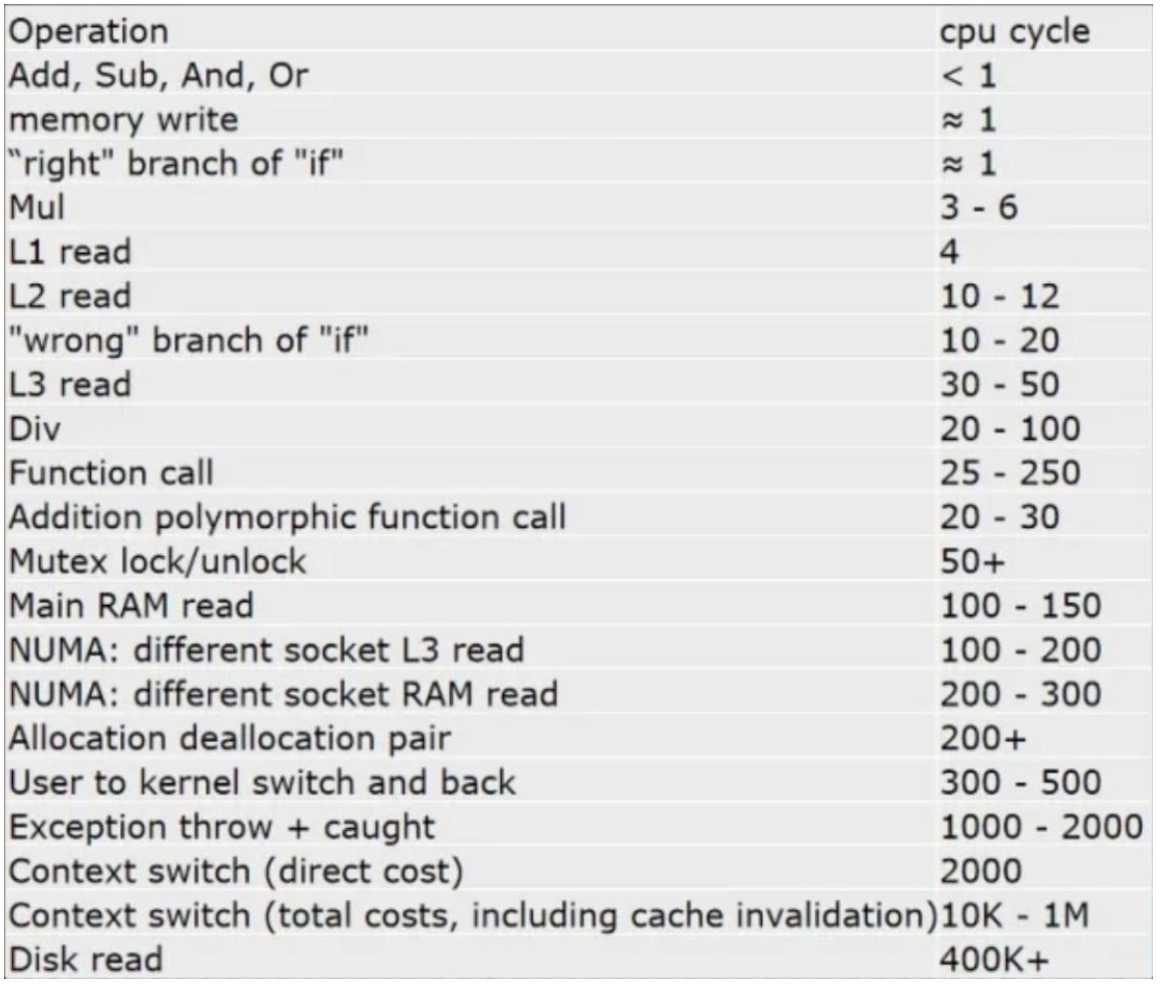 Operation cpu cycle
Add, Sub, And, Or < 1
memory write ≈ 1
“right" branch of "if" ≈ 1
Mul 3 - 6
L1 read 4
L2 read 10 - 12
"wrong" branch of "if" 10 - 20
L3 read 30 - 50
Div 20 - 100
Function call 25 - 250
Addition polymorphic function call 20 - 30
Mutex lock/unlock 50+
Main RAM read 100 - 150
NUMA: different socket L3 read 100 - 200
NUMA: different socket RAM read 200 - 300
Allocation deallocation pair 200+
User to kernel switch and back 300 - 500
Exception throw + caught 1000 - 2000
Context switch (direct cost) 2000
Context switch (total costs, including cache invalidation) 10K - 1M
Disk read 400K+